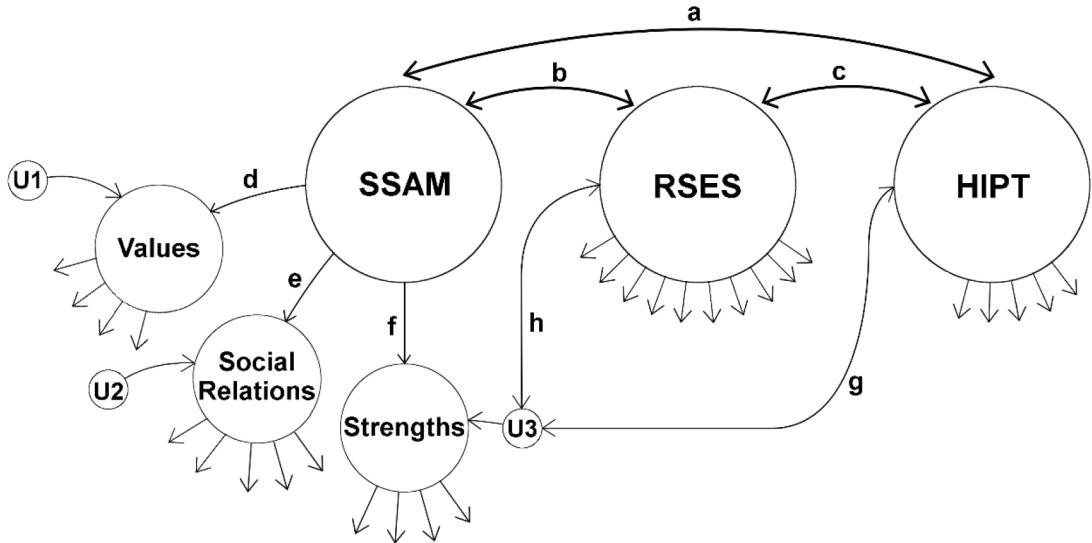 a
b
c
SSAM
RSES
HIPT
U1
d
Values
e
f
h
g
U2
Social
Relations
Strengths
U3